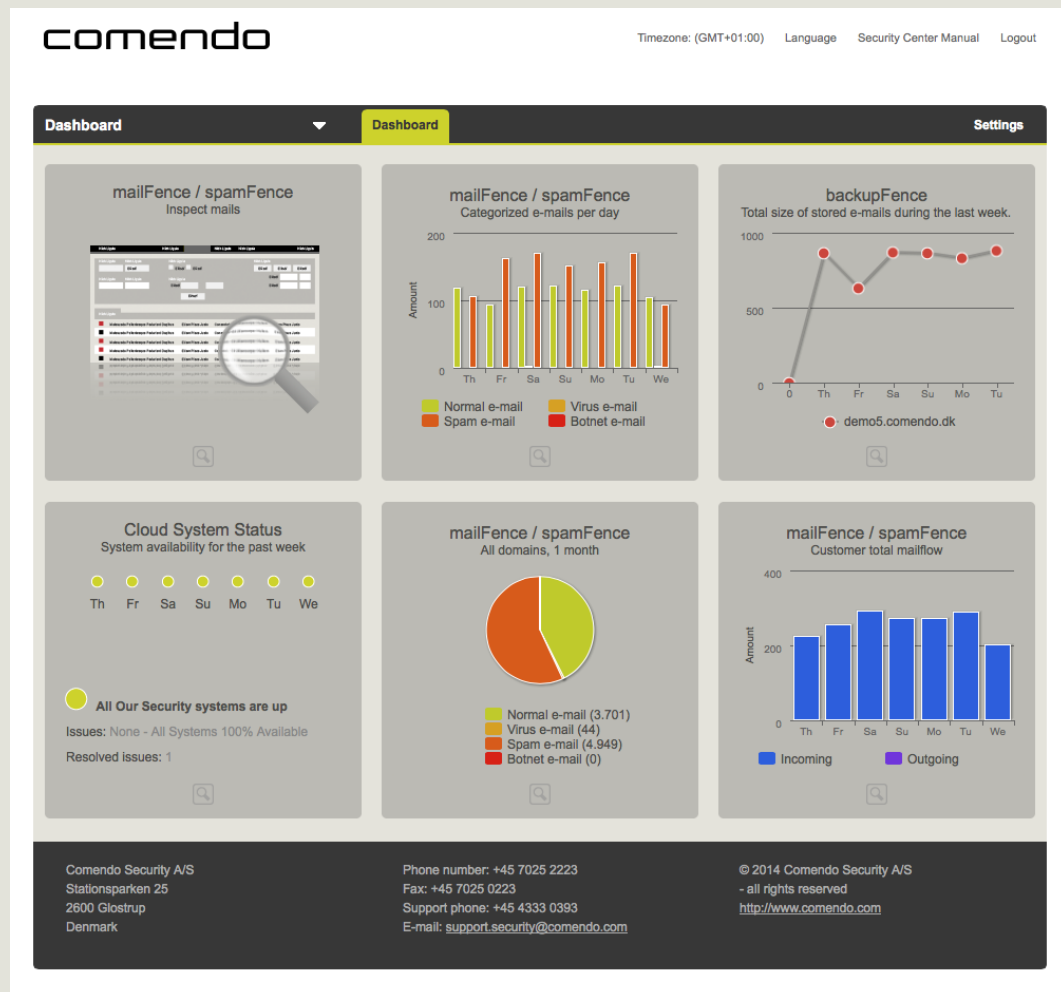 comendo
Timezone: (GMT+01:00) Language Security Center Manual Logout
Dashboard Dashboard Settings
mailFence / spamFence
Inspect mails
mailFence / spamFence
Categorized e-mails per day
200
100
0
Amount
Th Fr Sa Su Mo Tu We
Normal e-mail Virus e-mail
Spam e-mail Botnet e-mail
backupFence
Total size of stored e-mails during the last week.
1000
500
0
0 Th Fr Sa Su Mo Tu
demo5.comendo.dk
Cloud System Status
System availability for the past week
Th Fr Sa Su Mo Tu We
All Our Security systems are up
Issues: None - All Systems 100% Available
Resolved issues: 1
mailFence / spamFence
All domains, 1 month
Normal e-mail (3.701)
Virus e-mail (44)
Spam e-mail (4.949)
Botnet e-mail (0)
mailFence / spamFence
Customer total mailflow
400
200
0
Amount
Th Fr Sa Su Mo Tu We
Incoming Outgoing
Comendo Security A/S
Stationsparken 25
2600 Glostrup
Denmark
Phone number: +45 7025 2223
Fax: +45 7025 0223
Support phone: +45 4333 0393
E-mail: support.security@comendo.com
© 2014 Comendo Security A/S
- all rights reserved
http://www.comendo.com